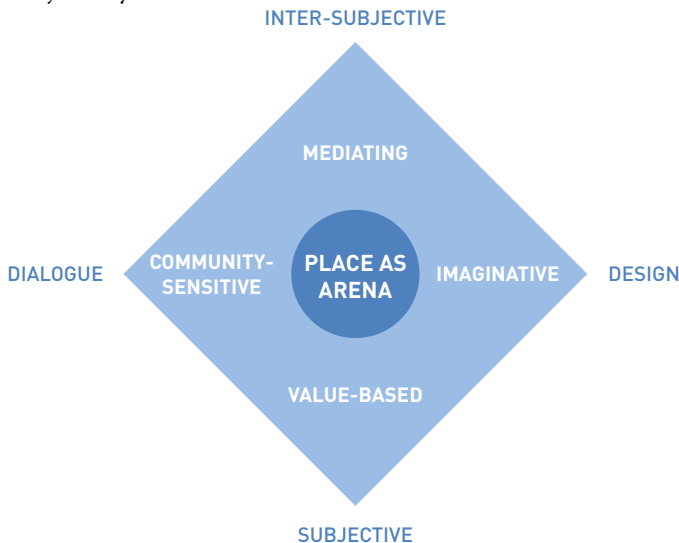 INTER-SUBJECTIVE
MEDIATING
DIALOGUE
COMMUNITY-
SENSITIVE
PLACE AS
ARENA
IMAGINATIVE
DESIGN
VALUE-BASED
SUBJECTIVE